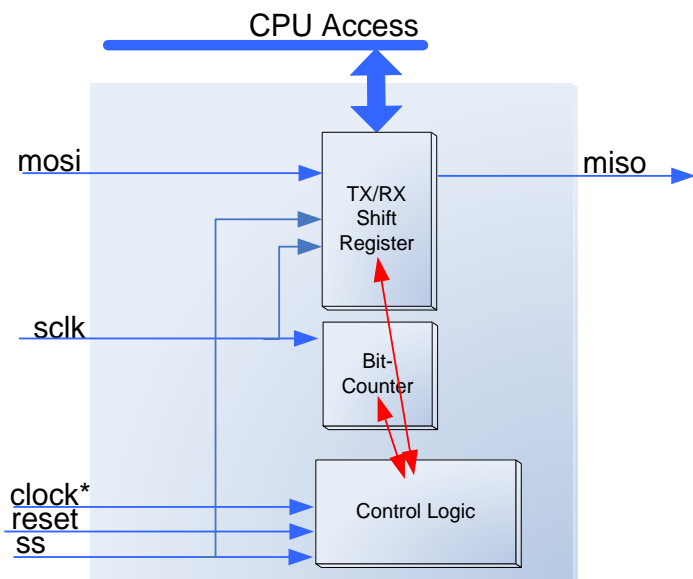 CPU Access
mosi
miso
TX/RX
Shift
Register
sclk
Bit-
Counter
clock*
reset
ss
Control Logic